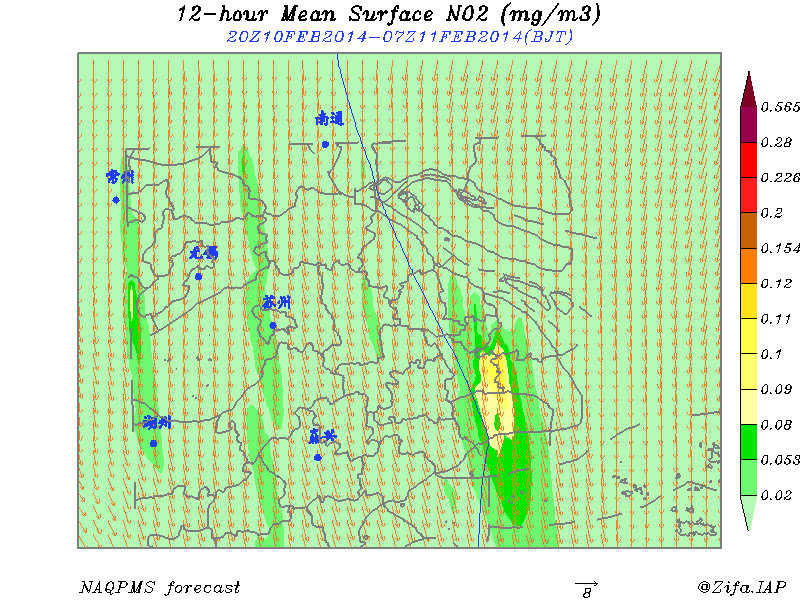 12-hour Mean Surface NO2 (mg/m3)
20Z10FEB2014-07Z11FEB2014(BJT)
南通
常州
无锡
苏州
湖州
嘉兴
0.565
0.28
0.226
0.2
0.154
0.12
0.11
0.1
0.09
0.08
0.053
0.02
NAQPMS forecast
8
@Zifa.IAP